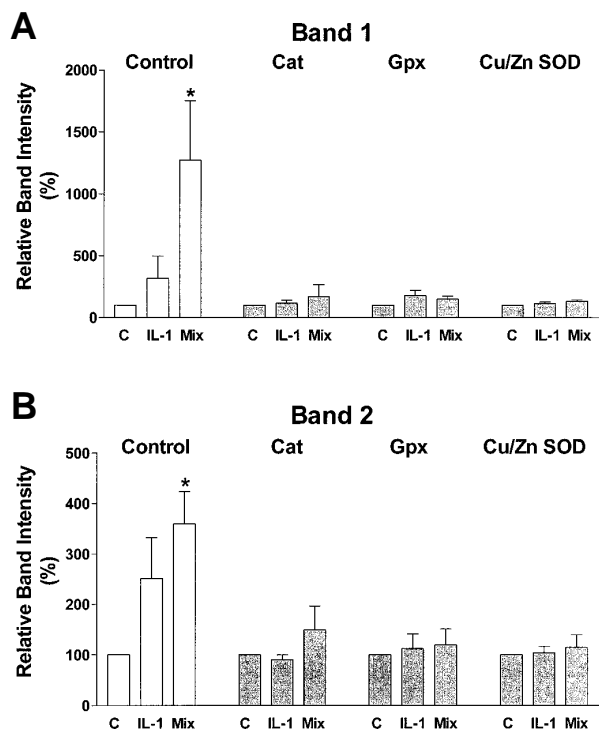 A
Band 1
Control Cat Gpx Cu/Zn SOD
Relative Band Intensity
(%)
2000
1500
1000
500
0
*
C IL-1 Mix C IL-1 Mix C IL-1 Mix C IL-1 Mix
B
Band 2
Control Cat Gpx Cu/Zn SOD
Relative Band Intensity
(%)
500
400
300
200
100
0
*
C IL-1 Mix C IL-1 Mix C IL-1 Mix C IL-1 Mix